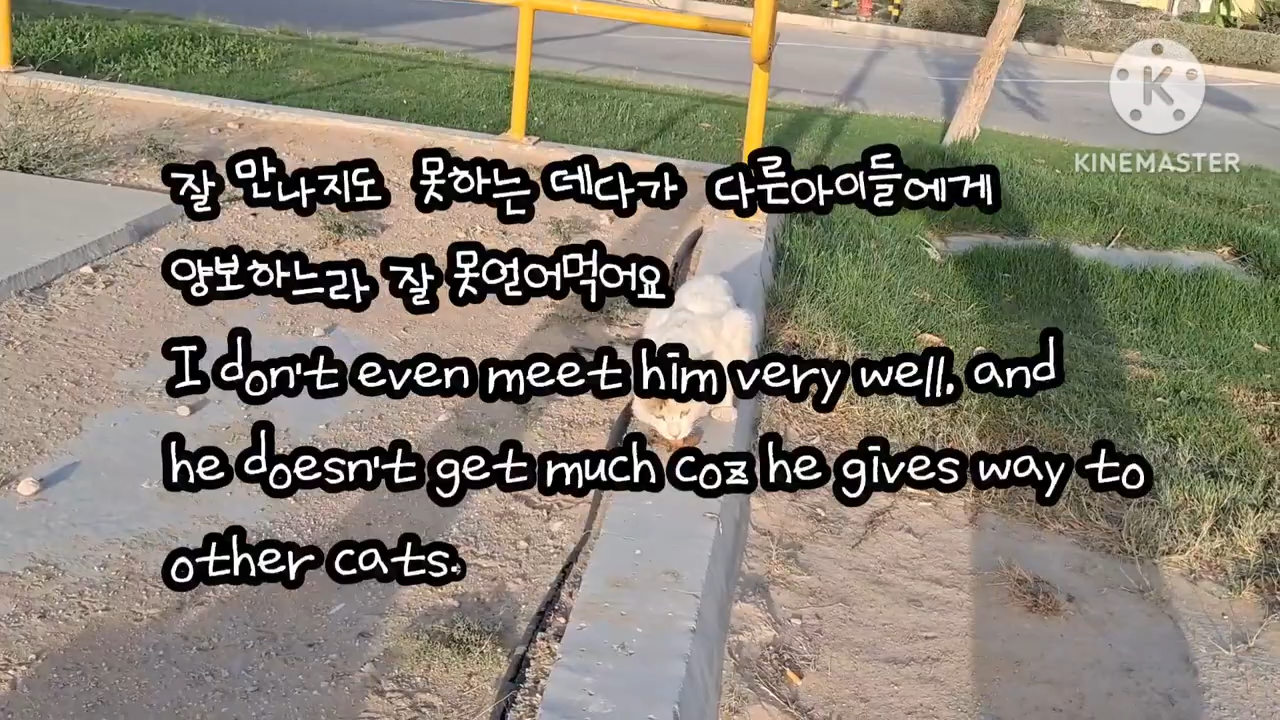 잘 만나지도 못하는 데다가 다른아이들에게
양보하느라 잘 못얻어먹어요
I don't even meet him very well, and
he doesn't get much coz he gives way to
other cats.
K
KINEMASTER